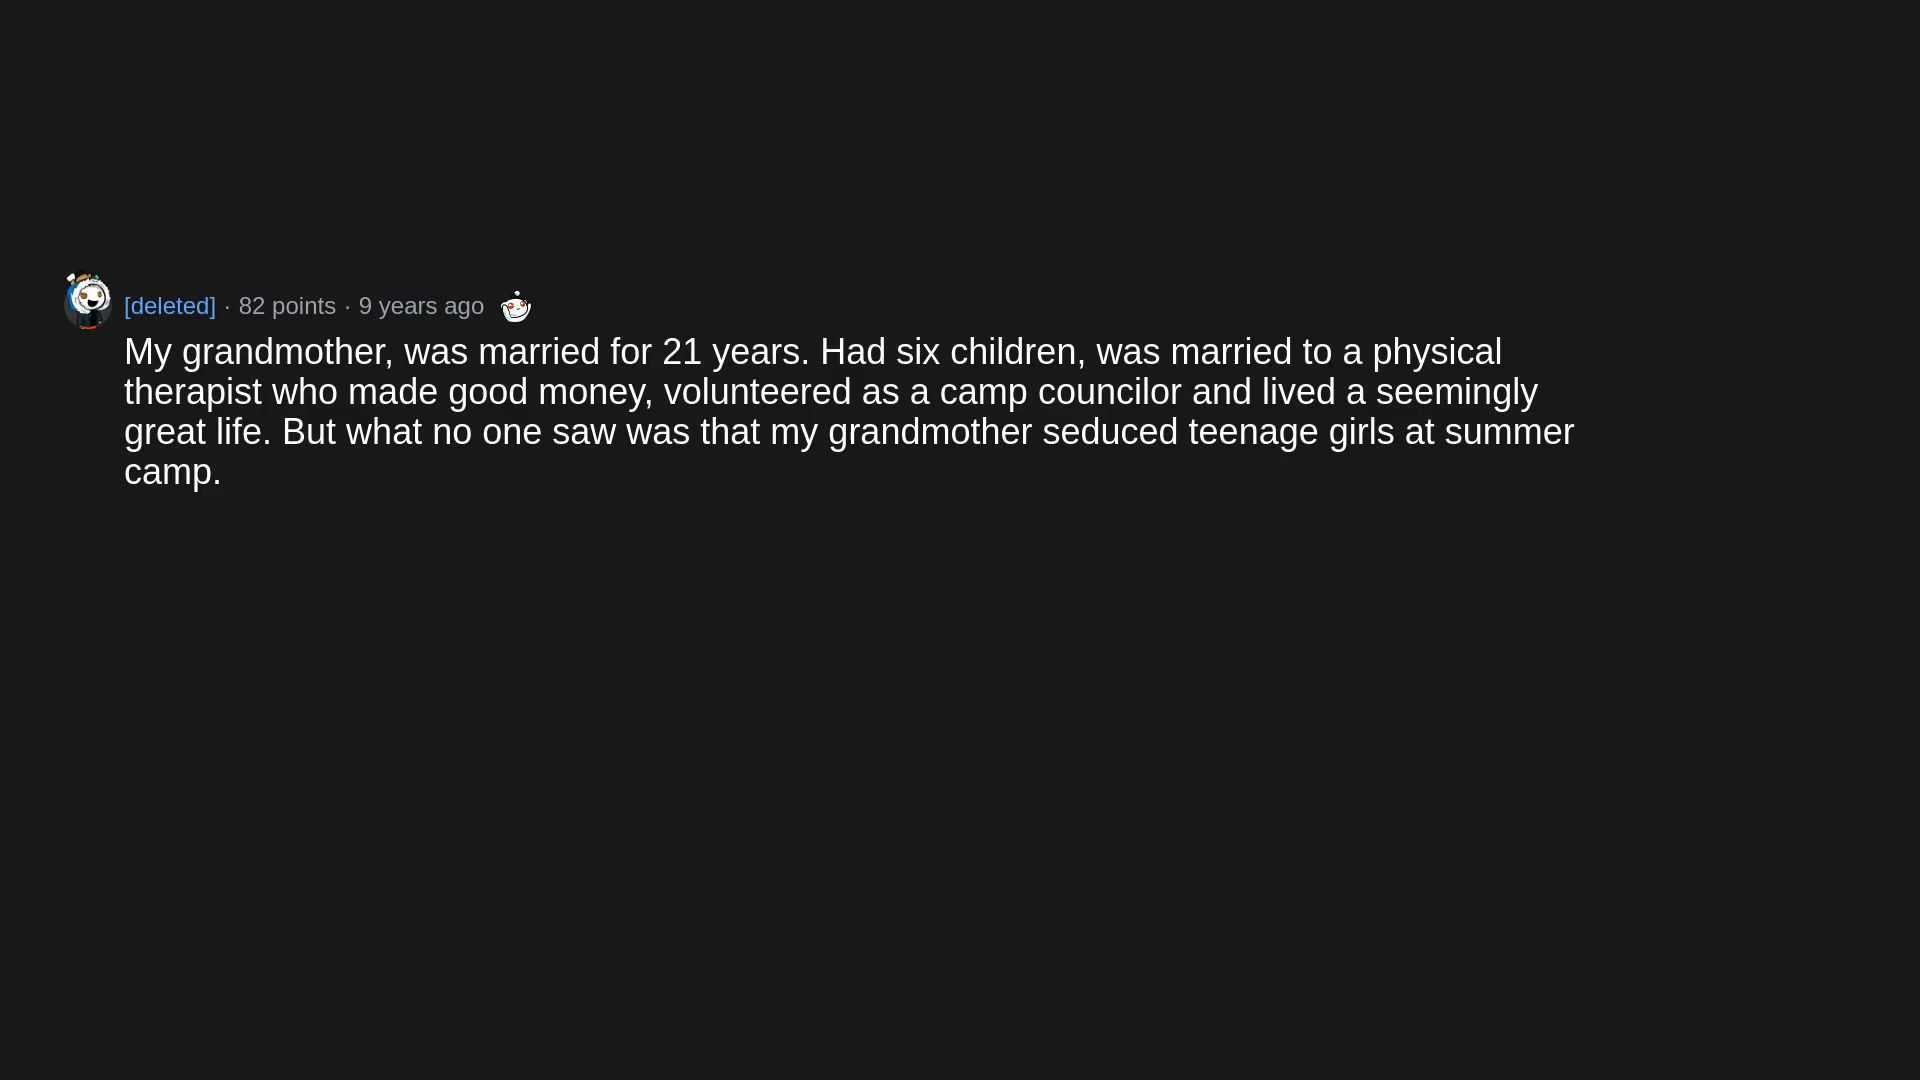 [deleted] · 82 points · 9 years ago
My grandmother, was married for 21 years. Had six children, was married to a physical
therapist who made good money, volunteered as a camp councilor and lived a seemingly
great life. But what no one saw was that my grandmother seduced teenage girls at summer
camp.